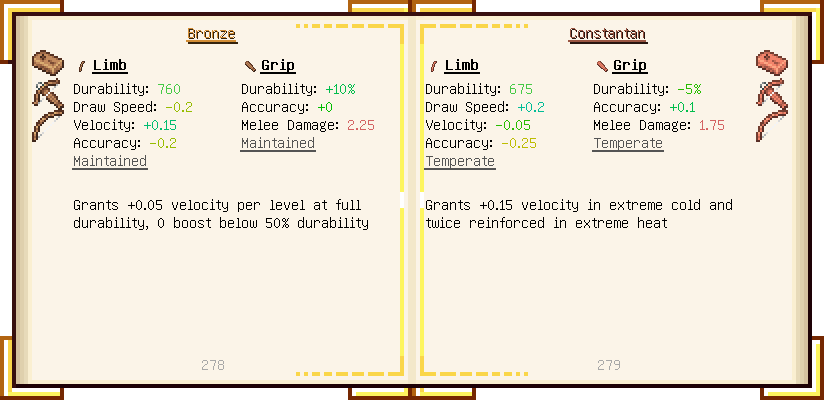 Bronze
Limb
Durability: 760
Draw Speed: -0.2
Velocity: +0.15
Accuracy: -0.2
Maintained
Grip
Durability: +10%
Accuracy: +0
Melee Damage: 2.25
Maintained
Grants +0.05 velocity per level at full
durability, 0 boost below 50% durability
278
Constantan
Limb
Durability: 675
Draw Speed: +0.2
Velocity: -0.05
Accuracy: -0.25
Temperate
Grip
Durability: -5%
Accuracy: +0.1
Melee Damage: 1.75
Temperate
Grants +0.15 velocity in extreme cold and
twice reinforced in extreme heat
279